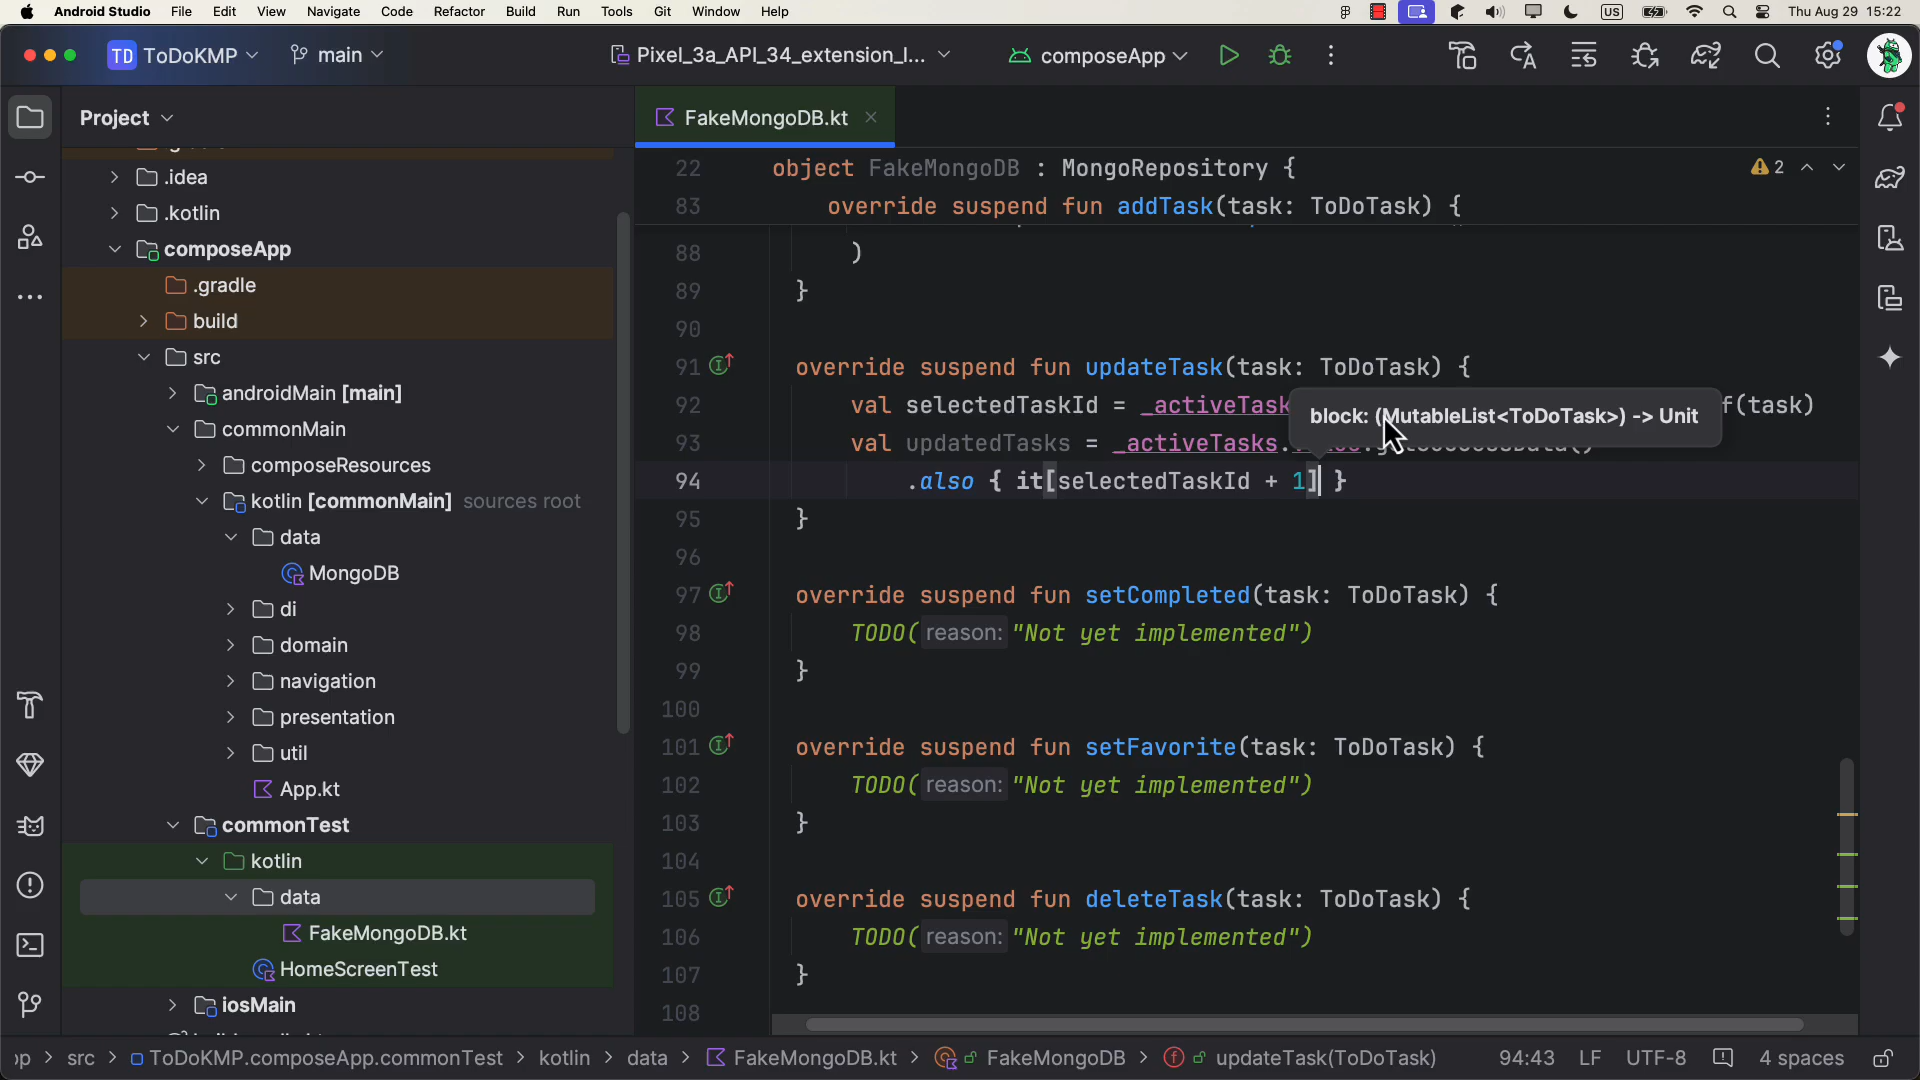 Android Studio File Edit View Navigate Code Refactor Build Run Tools Git Window Help US Thu Aug 29 15:22
TD ToDoKMP main Pixel_3a_API_34_extension_l... composeApp
Project
FakeMongoDB.kt
.idea
.kotlin
composeApp
.gradle
build
src
androidMain [main]
commonMain
composeResources
kotlin [commonMain] sources root
data
MongoDB
di
domain
navigation
presentation
util
App.kt
commonTest
kotlin
data
FakeMongoDB.kt
HomeScreenTest
iosMain
22 object FakeMongoDB : MongoRepository {
2
83 override suspend fun addTask(task: ToDoTask) {
88 )
89 }
90
91 override suspend fun updateTask(task: ToDoTask) {
92 val selectedTaskId = _activeTask f(task)
block: (MutableList<ToDoTask>) -> Unit
93 val updatedTasks = _activeTasks.
94 .also { it[selectedTaskId + 1] }
95 }
96
97 override suspend fun setCompleted(task: ToDoTask) {
98 TODO( reason: "Not yet implemented")
99 }
100
101 override suspend fun setFavorite(task: ToDoTask) {
102 TODO( reason: "Not yet implemented")
103 }
104
105 override suspend fun deleteTask(task: ToDoTask) {
106 TODO( reason: "Not yet implemented")
107 }
108
pp > src > ToDoKMP.composeApp.commonTest > kotlin > data > FakeMongoDB.kt > FakeMongoDB > updateTask(ToDoTask) 94:43 LF UTF-8 4 spaces